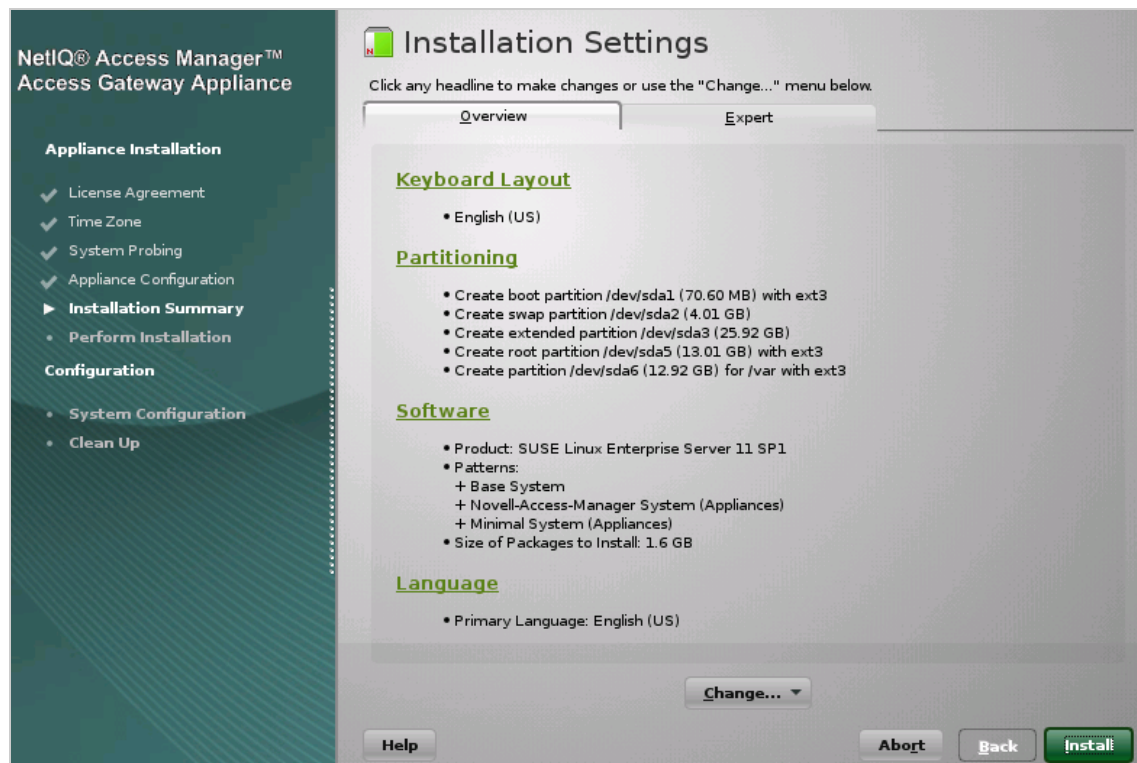 NetIQ® Access Manager™
Access Gateway Appliance
Appliance Installation
License Agreement
Time Zone
System Probing
Appliance Configuration
Installation Summary
Perform Installation
Configuration
System Configuration
Clean Up
N
Installation Settings
Click any headline to make changes or use the "Change..." menu below.
Overview
Expert
Keyboard Layout
• English (US)
Partitioning
• Create boot partition /dev/sda1 (70.60 MB) with ext3
• Create swap partition /dev/sda2 (4.01 GB)
• Create extended partition /dev/sda3 (25.92 GB)
• Create root partition /dev/sda5 (13.01 GB) with ext3
• Create partition /dev/sda6 (12.92 GB) for /var with ext3
Software
• Product: SUSE Linux Enterprise Server 11 SP1
• Patterns:
+ Base System
+ Novell-Access-Manager System (Appliances)
+ Minimal System (Appliances)
• Size of Packages to Install: 1.6 GB
Language
• Primary Language: English (US)
Change...
Help
Abort
Back
Install